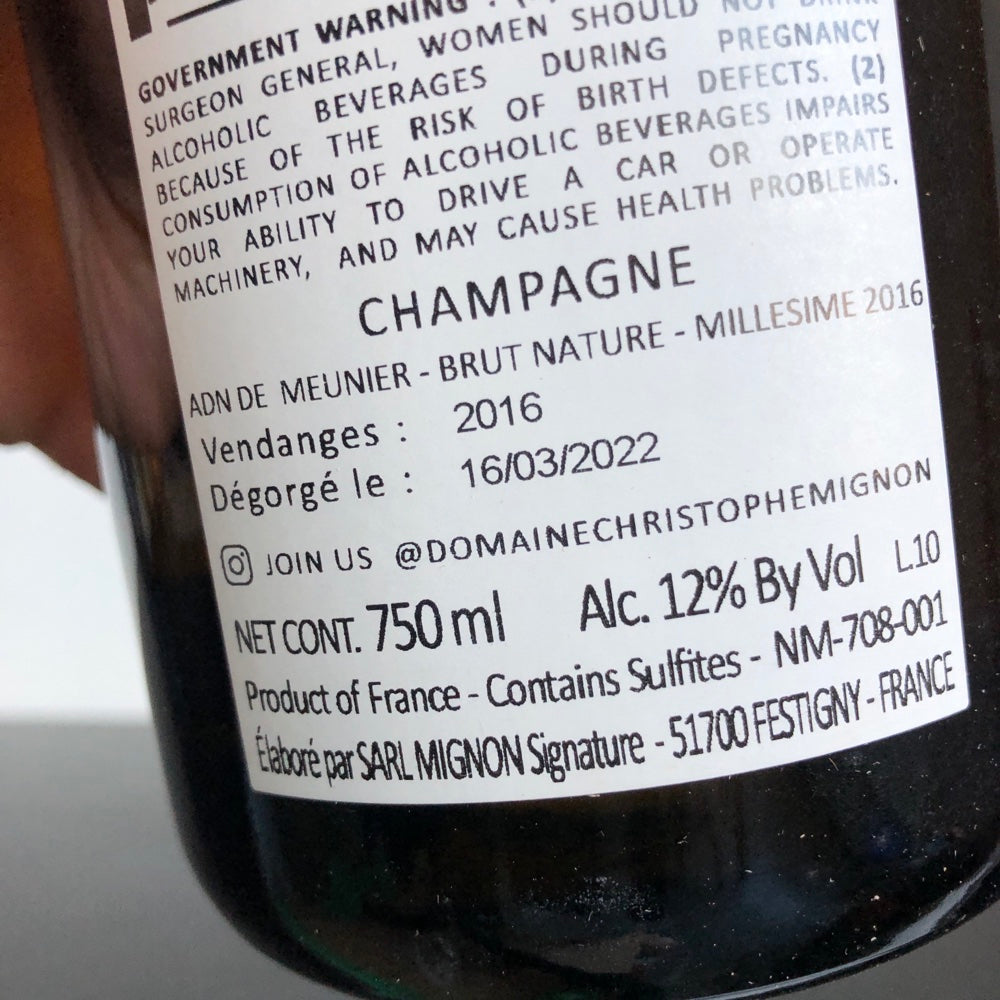 GOVERNMENT WARNING :
SURGEON GENERAL, WOMEN SHOULD NOT DRINK
ALCOHOLIC BEVERAGES DURING PREGNANCY
BECAUSE OF THE RISK OF BIRTH DEFECTS. (2)
CONSUMPTION OF ALCOHOLIC BEVERAGES IMPAIRS
YOUR ABILITY TO DRIVE A CAR OR OPERATE
MACHINERY, AND MAY CAUSE HEALTH PROBLEMS.
CHAMPAGNE
ADN DE MEUNIER - BRUT NATURE - MILLESIME 2016
Vendanges : 2016
Dégorgé le : 16/03/2022
JOIN US @DOMAINECHRISTOPHEMIGNON
NET CONT. 750 ml Alc. 12% By Vol L.10
Product of France - Contains Sulfites - NM-708-001
Élaboré par SARL MIGNON Signature - 51700 FESTIGNY - FRANCE